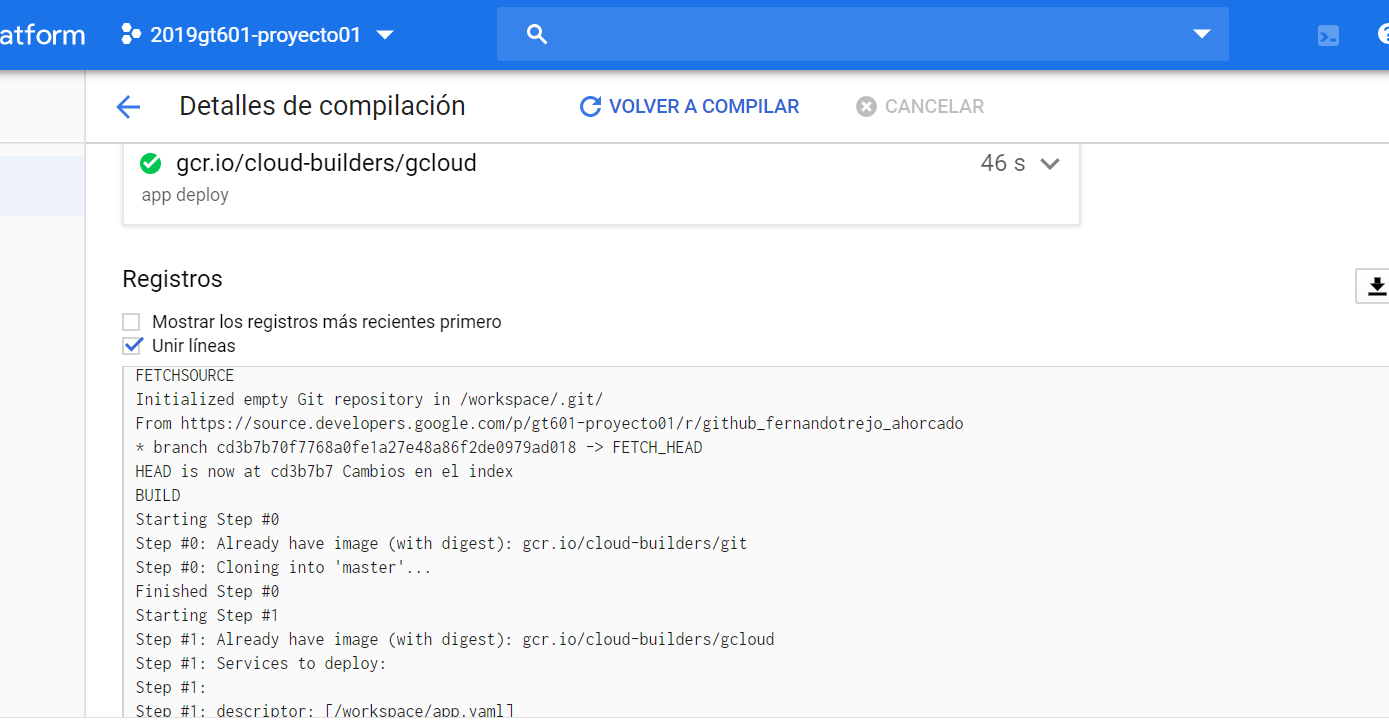 atform
2019gt601-proyecto01
Detalles de compilación
VOLVER A COMPILAR
CANCELAR
gcr.io/cloud-builders/gcloud
46 s
app deploy
Registros
Mostrar los registros más recientes primero
Unir líneas
FETCHSOURCE
Initialized empty Git repository in /workspace/.git/
From https://source.developers.google.com/p/gt601-proyecto01/r/github_fernandotrejo_ahorcado
* branch cd3b7b70f7768a0fe1a27e48a86f2de0979ad018 -> FETCH_HEAD
HEAD is now at cd3b7b7 Cambios en el index
BUILD
Starting Step #0
Step #0: Already have image (with digest): gcr.io/cloud-builders/git
Step #0: Cloning into 'master'...
Finished Step #0
Starting Step #1
Step #1: Already have image (with digest): gcr.io/cloud-builders/gcloud
Step #1: Services to deploy:
Step #1:
Step #1: descriptor: [/workspace/app.yaml]